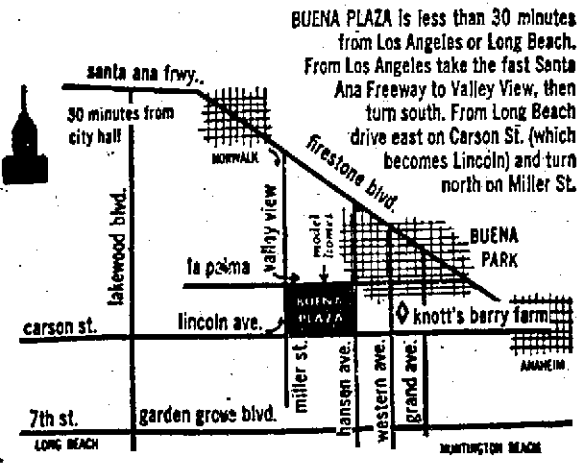 BUENA PLAZA is less than 30 minutes
from Los Angeles or Long Beach.
From Los Angeles take the fast Santa
Ana Freeway to Valley View, then
turn south. From Long Beach
drive east on Carson St. (which
becomes Lincoln) and turn
north on Miller St.
santa ana frwy..
30 minutes from
city hall
NORWALK
firestone blvd.
lakewood blvd.
valley view
model
homes
BUENA
PARK
la palma
BUENA
PLAZA
carson st.
lincoln ave.
knott's berry farm
ANAHEIM
miller st.
hansen ave.
western ave.
grand ave.
7th st.
garden grove blvd.
LONG BEACH
HUNTINGTON BEACH